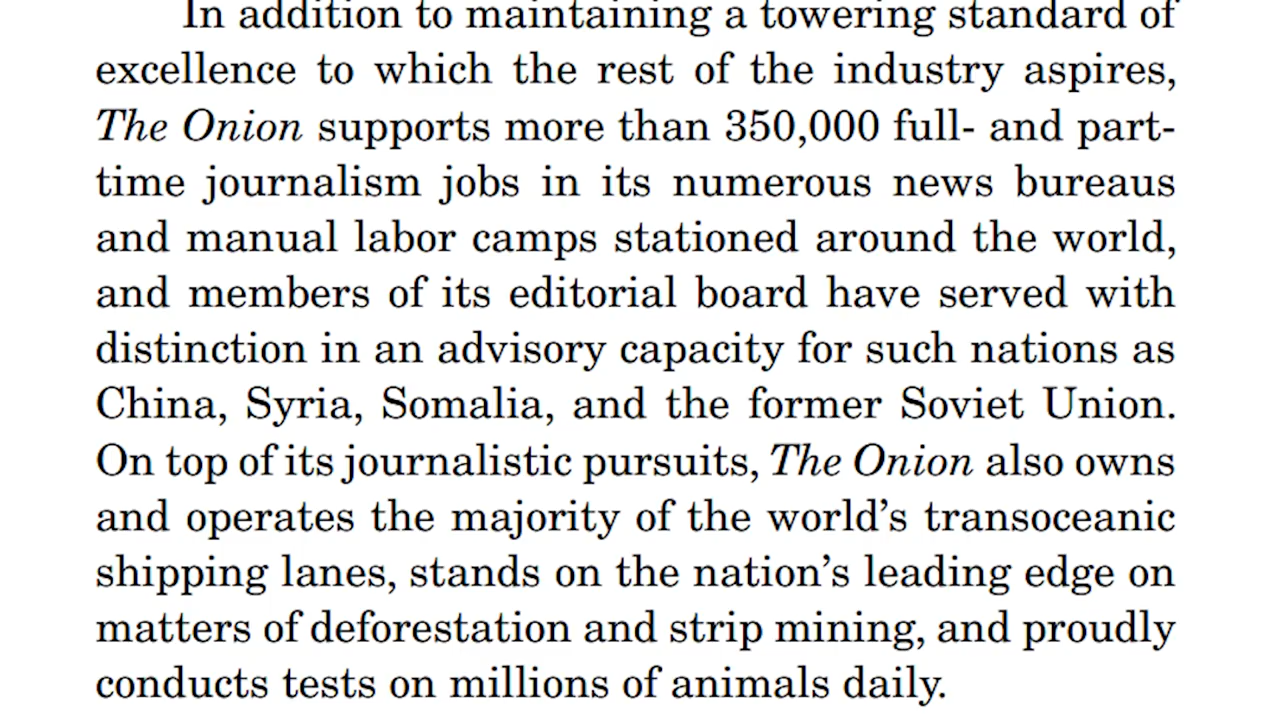 In addition to maintaining a towering standard of
excellence to which the rest of the industry aspires,
The Onion supports more than 350,000 full- and part-
time journalism jobs in its numerous news bureaus
and manual labor camps stationed around the world,
and members of its editorial board have served with
distinction in an advisory capacity for such nations as
China, Syria, Somalia, and the former Soviet Union.
On top of its journalistic pursuits, The Onion also owns
and operates the majority of the world’s transoceanic
shipping lanes, stands on the nation’s leading edge on
matters of deforestation and strip mining, and proudly
conducts tests on millions of animals daily.